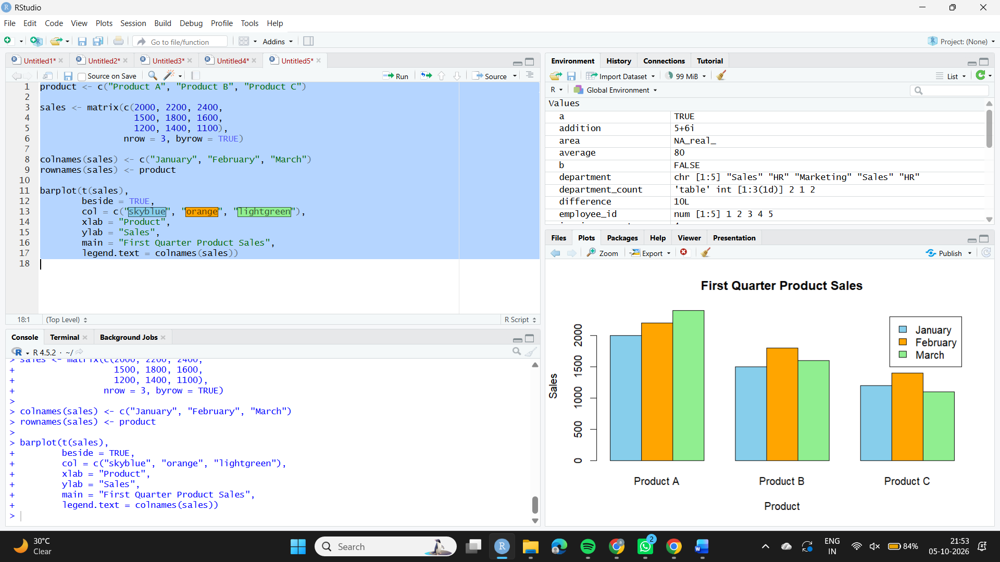 RStudio
File Edit Code View Plots Session Build Debug Profile Tools Help
Go to file/function Addins Project: (None)
Untitled1* Untitled2* Untitled3* Untitled4* Untitled5*
Source on Save Run Source
1 product <- c("Product A", "Product B", "Product C")
2
3 sales <- matrix(c(2000, 2200, 2400,
4 1500, 1800, 1600,
5 1200, 1400, 1100),
6 nrow = 3, byrow = TRUE)
7
8 colnames(sales) <- c("January", "February", "March")
9 rownames(sales) <- product
10
11 barplot(t(sales),
12 beside = TRUE,
13 col = c("skyblue", "orange", "lightgreen"),
14 xlab = "Product",
15 ylab = "Sales",
16 main = "First Quarter Product Sales",
17 legend.text = colnames(sales))
18
18:1 (Top Level) R Script
Console Terminal Background Jobs
R 4.5.2 · ~/
> sales <- matrix(c(2000, 2200, 2400,
+ 1500, 1800, 1600,
+ 1200, 1400, 1100),
+ nrow = 3, byrow = TRUE)
>
> colnames(sales) <- c("January", "February", "March")
> rownames(sales) <- product
>
> barplot(t(sales),
+ beside = TRUE,
+ col = c("skyblue", "orange", "lightgreen"),
+ xlab = "Product",
+ ylab = "Sales",
+ main = "First Quarter Product Sales",
+ legend.text = colnames(sales))
>
Environment History Connections Tutorial
Import Dataset 99 MiB List
R Global Environment
Values
a TRUE
addition 5+6i
area NA_real_
average 80
b FALSE
department chr [1:5] "Sales" "HR" "Marketing" "Sales" "HR"
department_count 'table' int [1:3(1d)] 2 1 2
difference 10L
employee_id num [1:5] 1 2 3 4 5
Files Plots Packages Help Viewer Presentation
Zoom Export Publish
First Quarter Product Sales
January
February
March
Sales
2000
1500
1000
500
0
Product A Product B Product C
Product
30°C
Clear
Search
2
ENG
IN
84%
21:53
05-10-2026